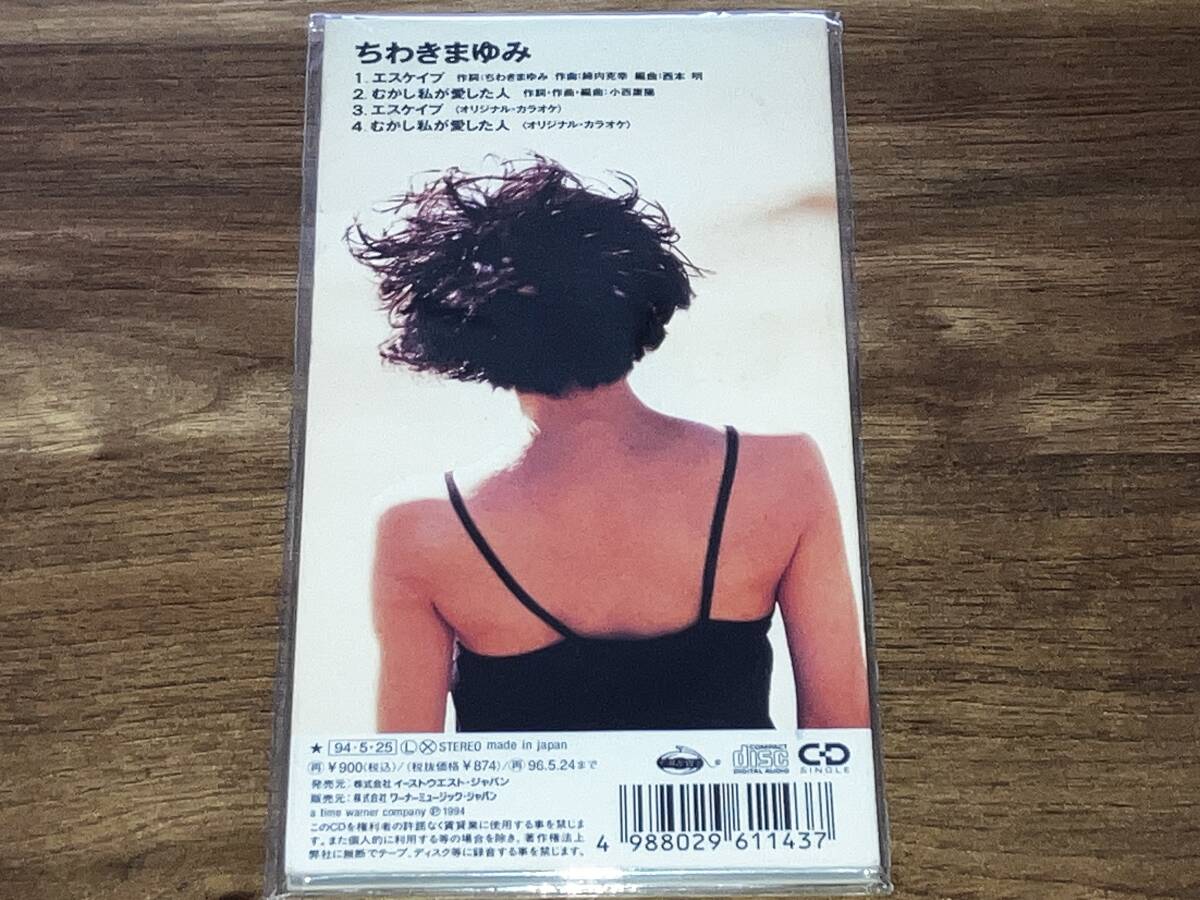 ちわきまゆみ
1. エスケイプ 作詞:ちわきまゆみ 作曲:綿内克幸 編曲:西本 明
2. むかし私が愛した人 作詞・作曲・編曲:小西康陽
3. エスケイプ 〈オリジナル・カラオケ〉
4. むかし私が愛した人 〈オリジナル・カラオケ〉
★ 94・5・25 Ⓛ Ⓧ STEREO made in japan
再 ¥900(税込)/(税抜価格¥874)/再 96.5.24まで
発売元:株式会社 イーストウエスト・ジャパン
販売元:株式会社 ワーナーミュージック・ジャパン
a time warner company Ⓟ1994
このCDを権利者の許諾なく賃貸業に使用する事を禁じま
す。また個人的に利用する等の場合を除き、著作権法上
弊社に無断でテープ、ディスク等に録音する事を禁じます。
COMPACT
disc
DIGITAL AUDIO
CD
SINGLE
4 988029 611437